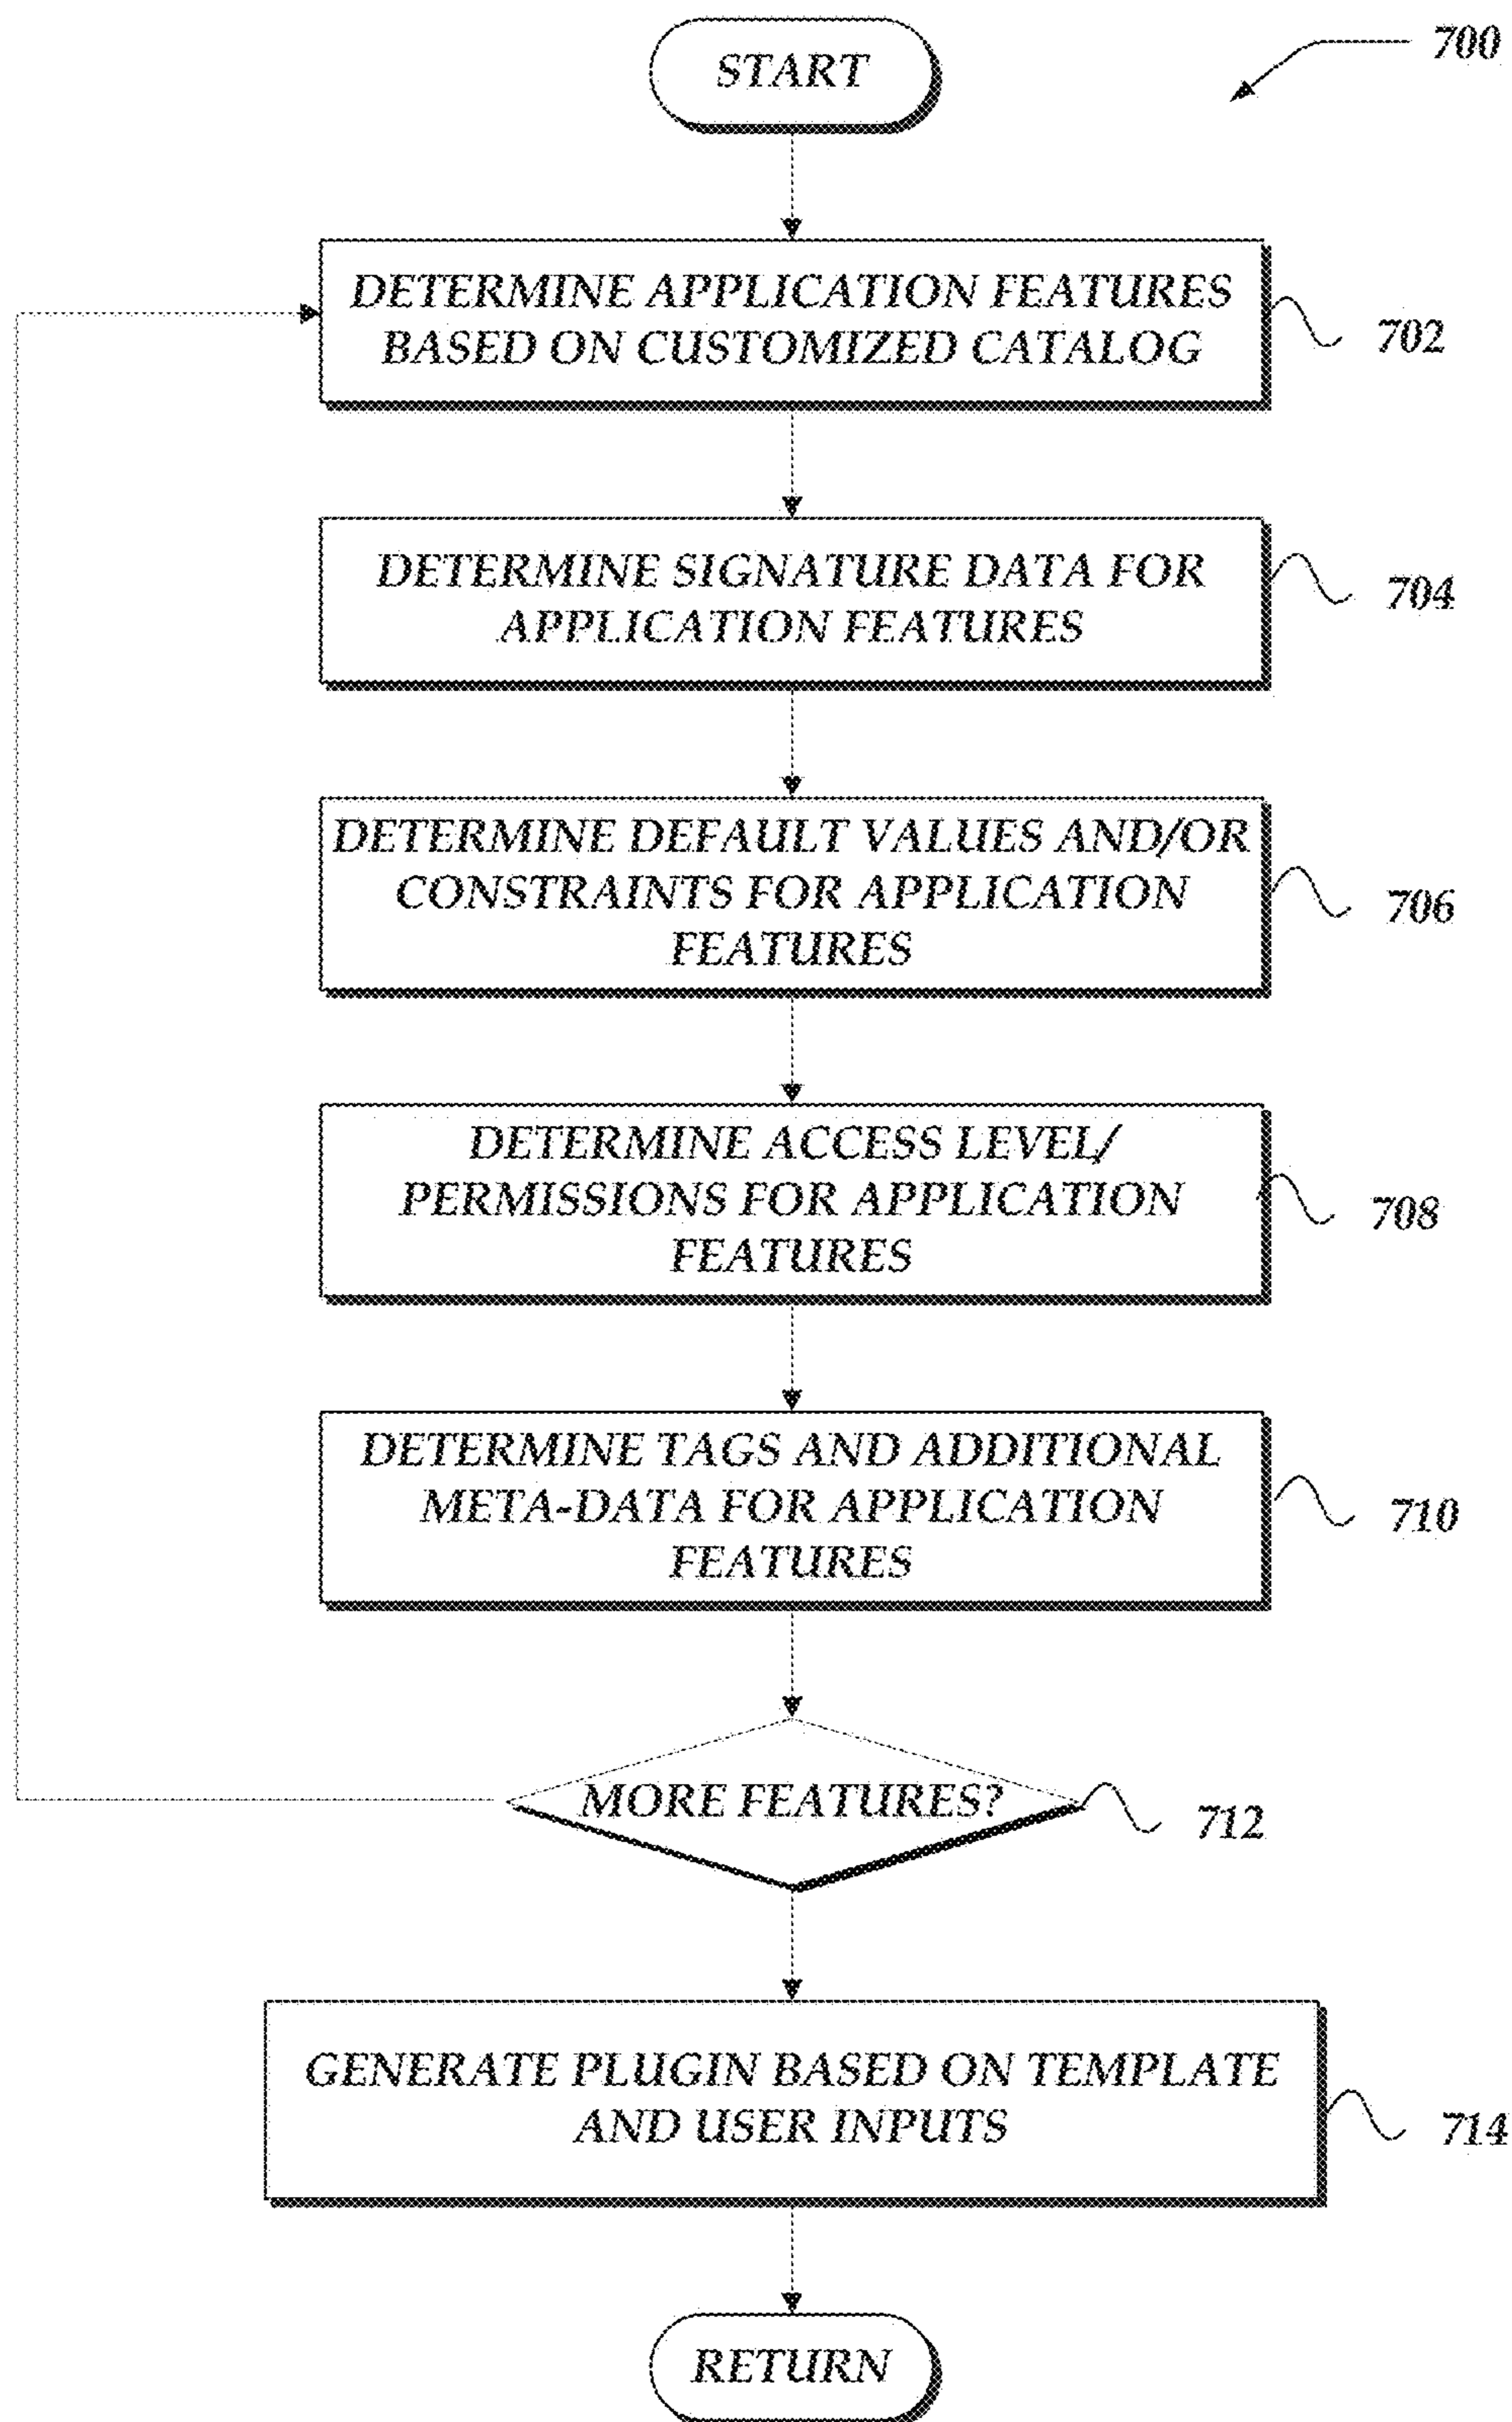 START
700
DETERMINE APPLICATION FEATURES
BASED ON CUSTOMIZED CATALOG
702
DETERMINE SIGNATURE DATA FOR
APPLICATION FEATURES
704
DETERMINE DEFAULT VALUES AND/OR
CONSTRAINTS FOR APPLICATION
FEATURES
706
DETERMINE ACCESS LEVEL/
PERMISSIONS FOR APPLICATION
FEATURES
708
DETERMINE TAGS AND ADDITIONAL
META-DATA FOR APPLICATION
FEATURES
710
MORE FEATURES?
712
GENERATE PLUGIN BASED ON TEMPLATE
AND USER INPUTS
714
RETURN